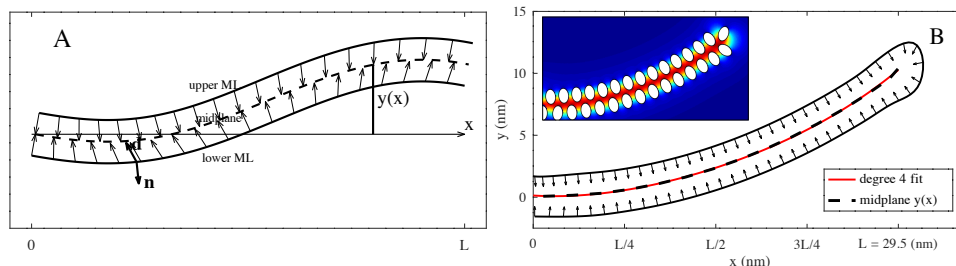 A
upper ML
midplane
y(x)
x
lower ML
d
n
0
L
B
15
10
5
0
y (nm)
degree 4 fit
midplane y(x)
0
L/4
L/2
3L/4
L = 29.5 (nm)
x (nm)